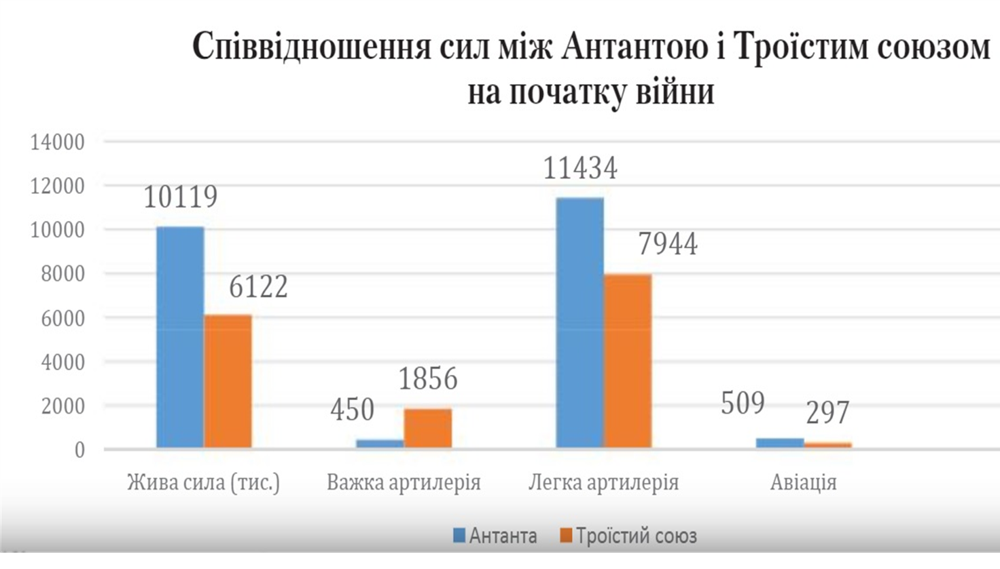 Співвідношення сил між Антантою і Троїстим союзом
на початку війни
14000
12000
10000
8000
6000
4000
2000
0
10119
6122
450
1856
11434
7944
509
297
Жива сила (тис.)
Важка артилерія
Легка артилерія
Авіація
Антанта
Троїстий союз